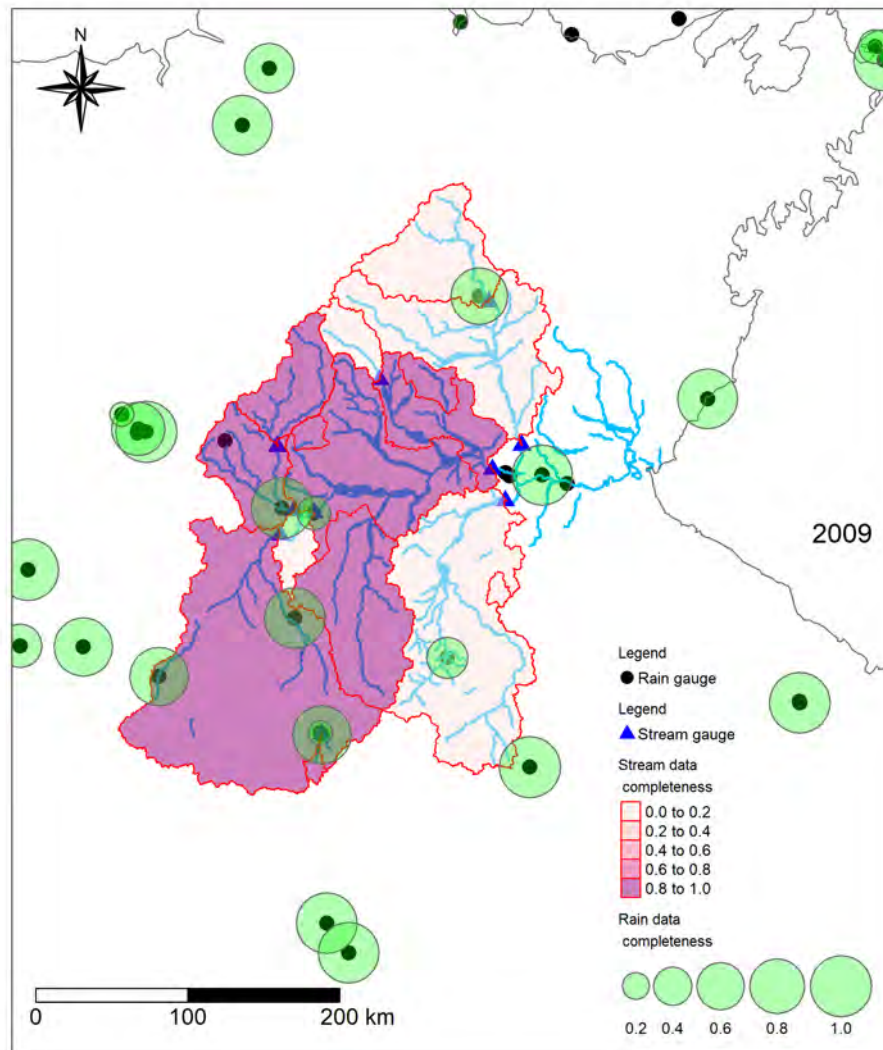 N
2009
Legend
Rain gauge
Legend
Stream gauge
Stream data
completeness
0.0 to 0.2
0.2 to 0.4
0.4 to 0.6
0.6 to 0.8
0.8 to 1.0
Rain data
completeness
0.2 0.4 0.6 0.8 1.0
0 100 200 km